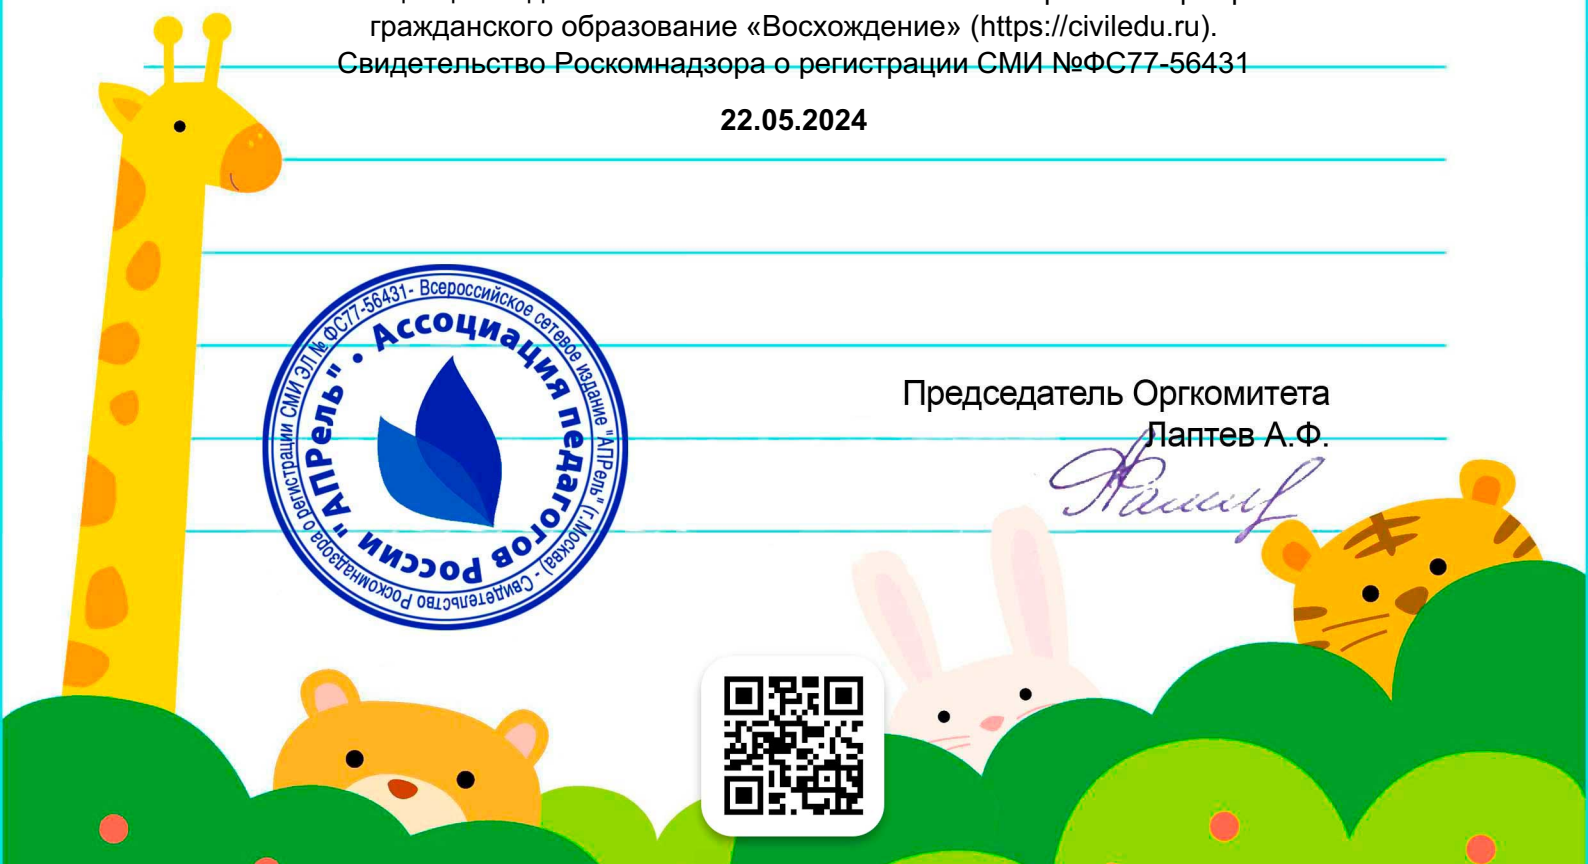 гражданского образование «Восхождение» (https://civiledu.ru).
Свидетельство Роскомнадзора о регистрации СМИ №ФС77-56431
22.05.2024
Свидетельство Роскомнадзора о регистрации СМИ ЭЛ № ФС77-56431- Всероссийское сетевое издание "АПРель" (г.Москва) -
Ассоциация педагогов России "АПРель" •
Председатель Оргкомитета
Лаптев А.Ф.